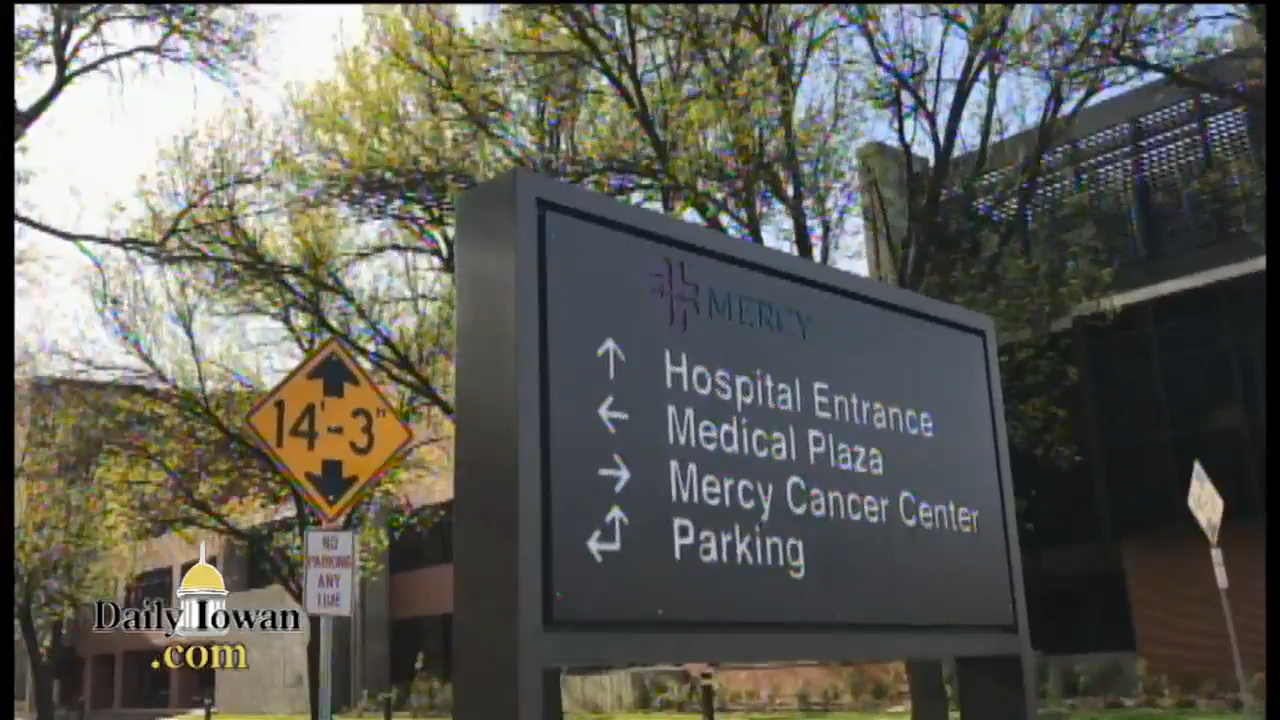 MERCY
Hospital Entrance
Medical Plaza
Mercy Cancer Center
Parking
14'-3"
NO
PARKING
ANY
TIME
Daily Iowan
.com